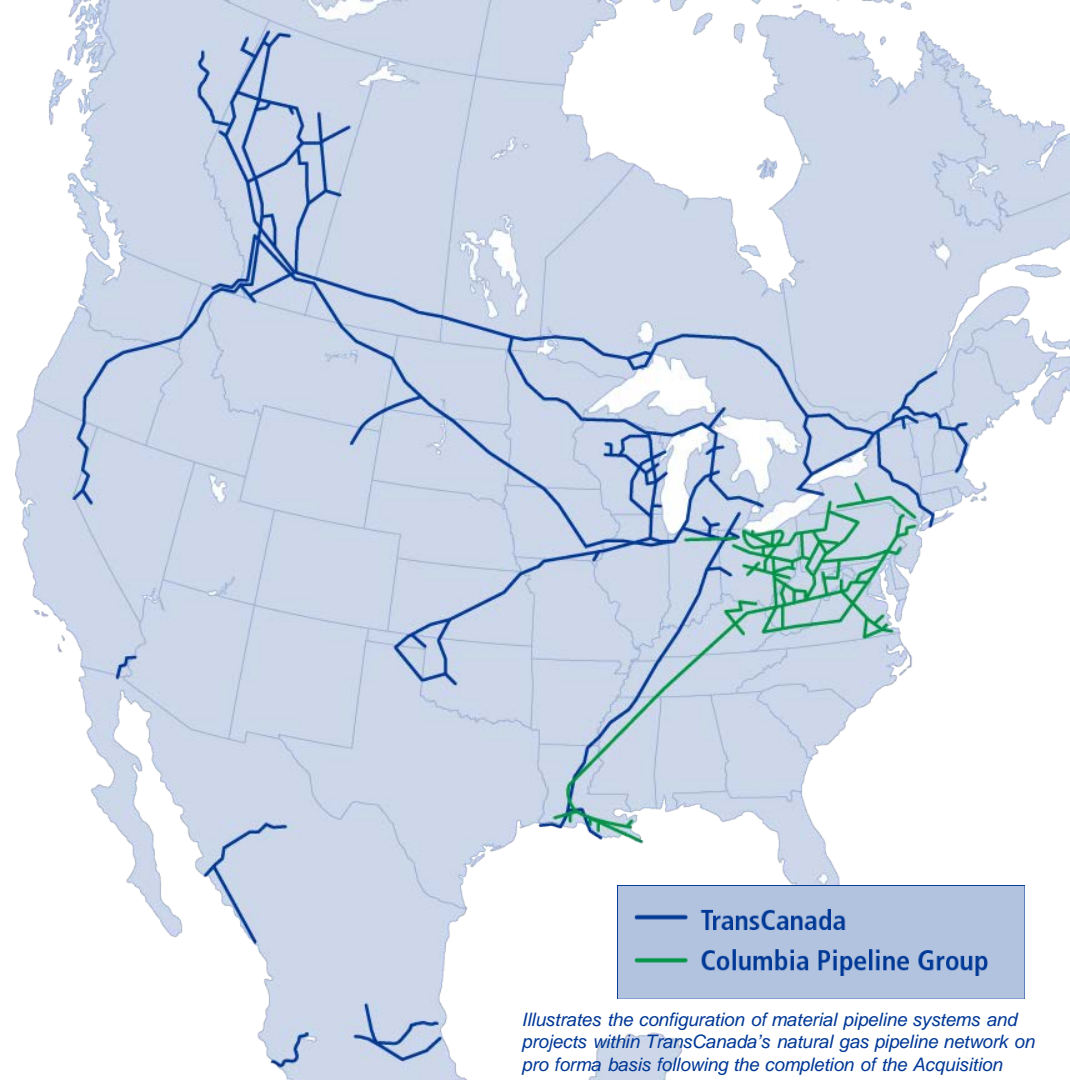 TransCanada
Columbia Pipeline Group
Illustrates the configuration of material pipeline systems and
projects within TransCanada's natural gas pipeline network on
pro forma basis following the completion of the Acquisition